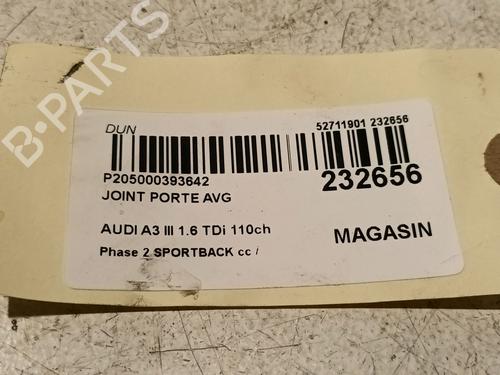 B-PARTS
DUN
52711901 232656
P205000393642
232656
JOINT PORTE AVG
AUDI A3 III 1.6 TDi 110ch
MAGASIN
Phase 2 SPORTBACK cc /